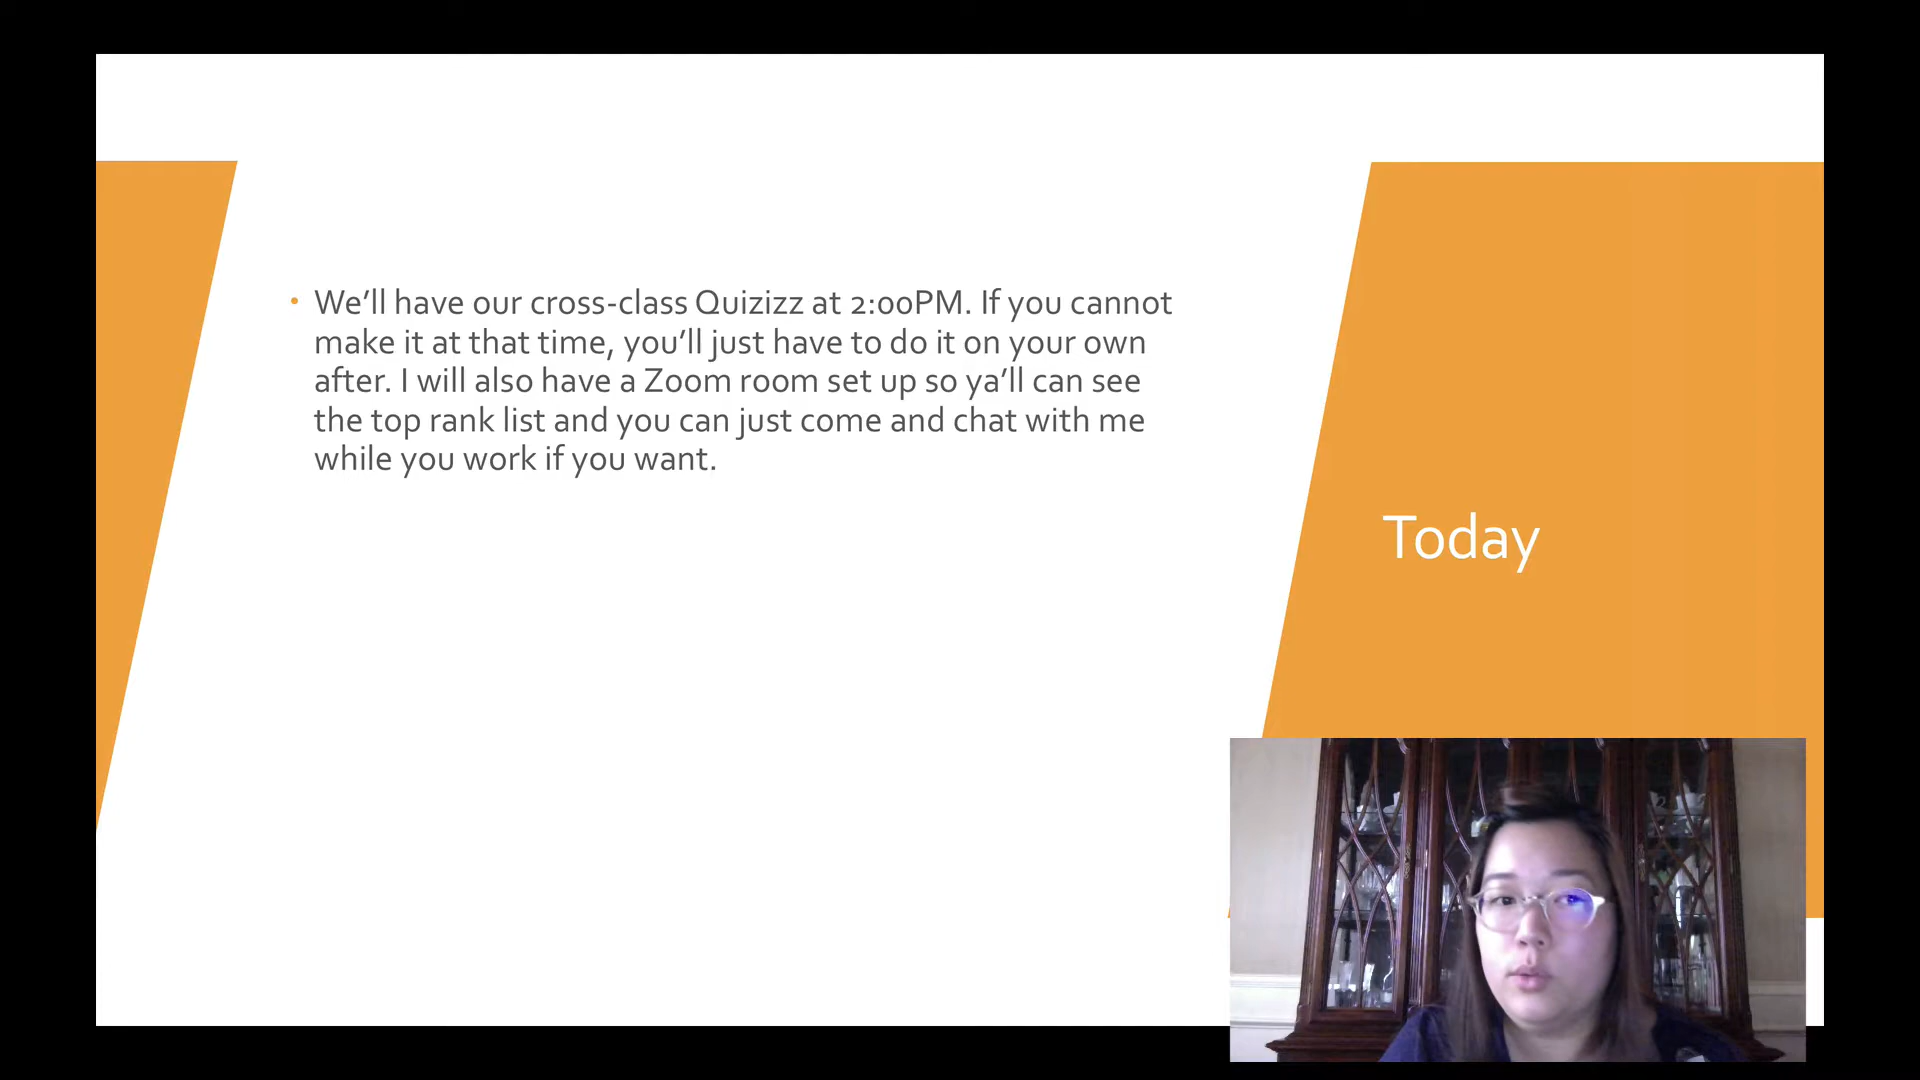 We’ll have our cross-class Quizizz at 2:00PM. If you cannot
make it at that time, you’ll just have to do it on your own
after. I will also have a Zoom room set up so ya’ll can see
the top rank list and you can just come and chat with me
while you work if you want.
Today